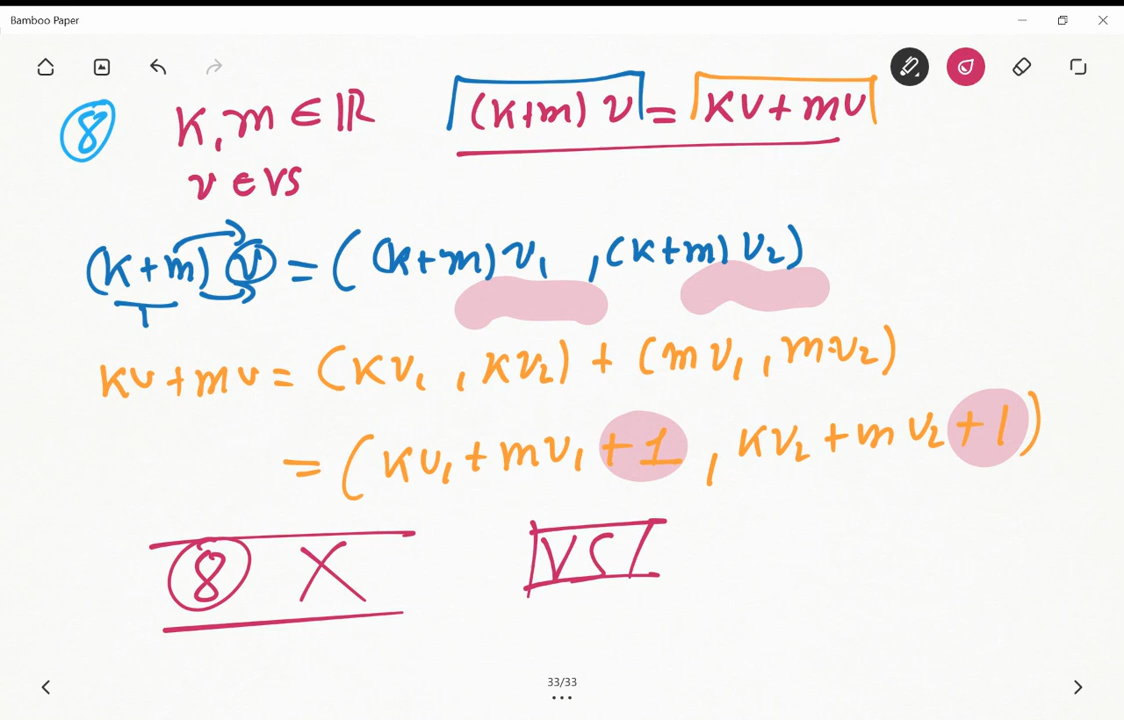 Bamboo Paper
⑧ K, m ∈ ℝ (K+m) v = Kv + mv
v ∈ VS
(K+m) v = ((K+m) v₁ , (K+m) v₂)
Kv + mv = (Kv₁ , Kv₂) + (mv₁ , mv₂)
= (Kv₁ + mv₁ + 1 , Kv₂ + mv₂ + 1)
⑧ X VS
33/33